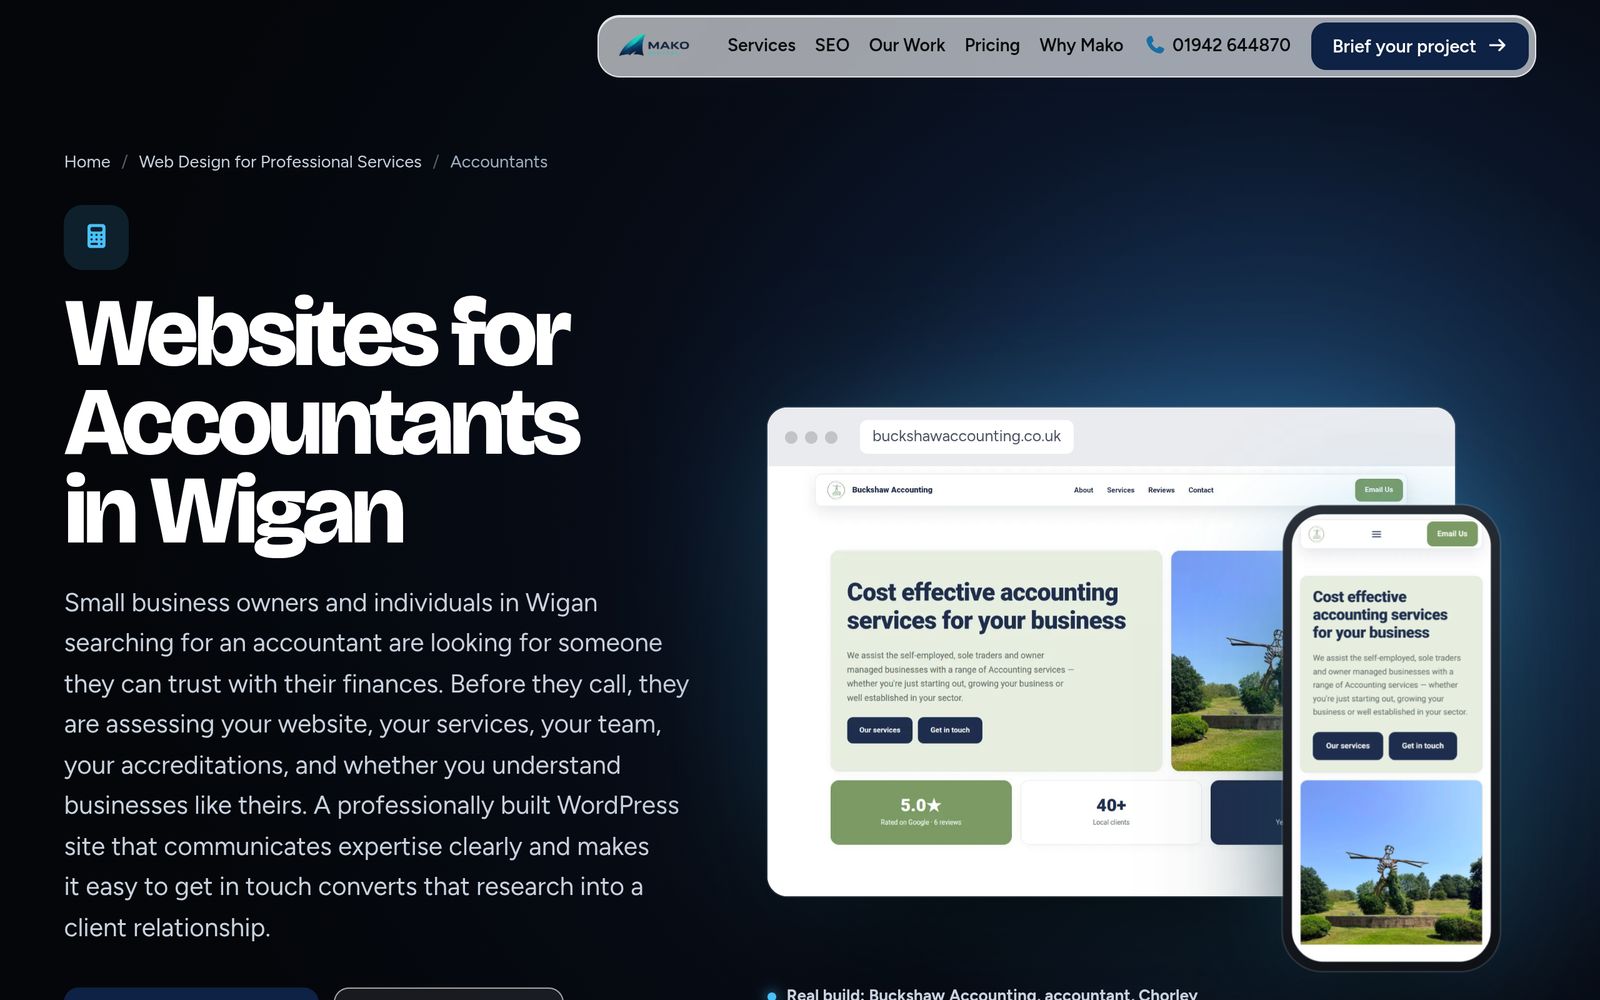 MAKO
Services
SEO
Our Work
Pricing
Why Mako
01942 644870
Brief your project
Home / Web Design for Professional Services / Accountants
Websites for
Accountants
in Wigan
Small business owners and individuals in Wigan
searching for an accountant are looking for someone
they can trust with their finances. Before they call, they
are assessing your website, your services, your team,
your accreditations, and whether you understand
businesses like theirs. A professionally built WordPress
site that communicates expertise clearly and makes
it easy to get in touch converts that research into a
client relationship.
buckshawaccounting.co.uk
Buckshaw Accounting
About
Services
Reviews
Contact
Email Us
Cost effective accounting
services for your business
We assist the self-employed, sole traders and owner
managed businesses with a range of Accounting services —
whether you're just starting out, growing your business or
well established in your sector.
Our services
Get in touch
5.0★
Rated on Google · 6 reviews
40+
Local clients
Email Us
Cost effective
accounting services
for your business
We assist the self-employed, sole traders
and owner managed businesses with a
range of Accounting services — whether
you're just starting out, growing your
business or well established in your sector.
Our services
Get in touch
Real build: Buckshaw Accounting, accountant, Chorley